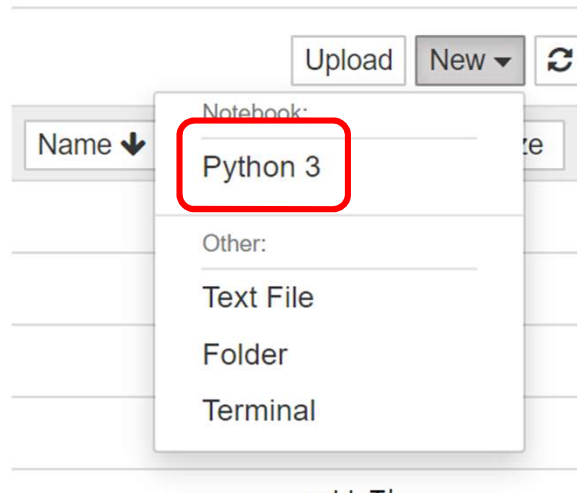 Upload New
Notebook:
Name
Python 3
Other:
Text File
Folder
Terminal